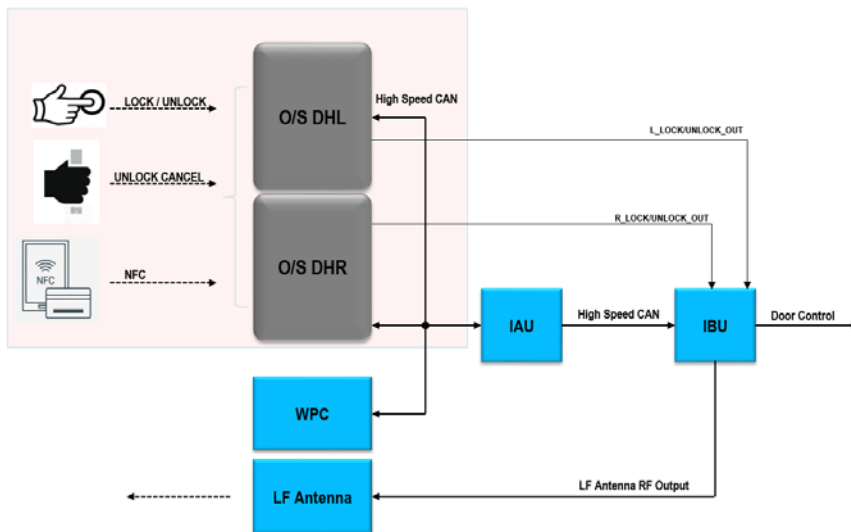 LOCK / UNLOCK
O/S DHL
High Speed CAN
L_LOCK/UNLOCK_OUT
UNLOCK CANCEL
R_LOCK/UNLOCK_OUT
O/S DHR
NFC
NFC
IAU
High Speed CAN
IBU
Door Control
WPC
LF Antenna
LF Antenna RF Output